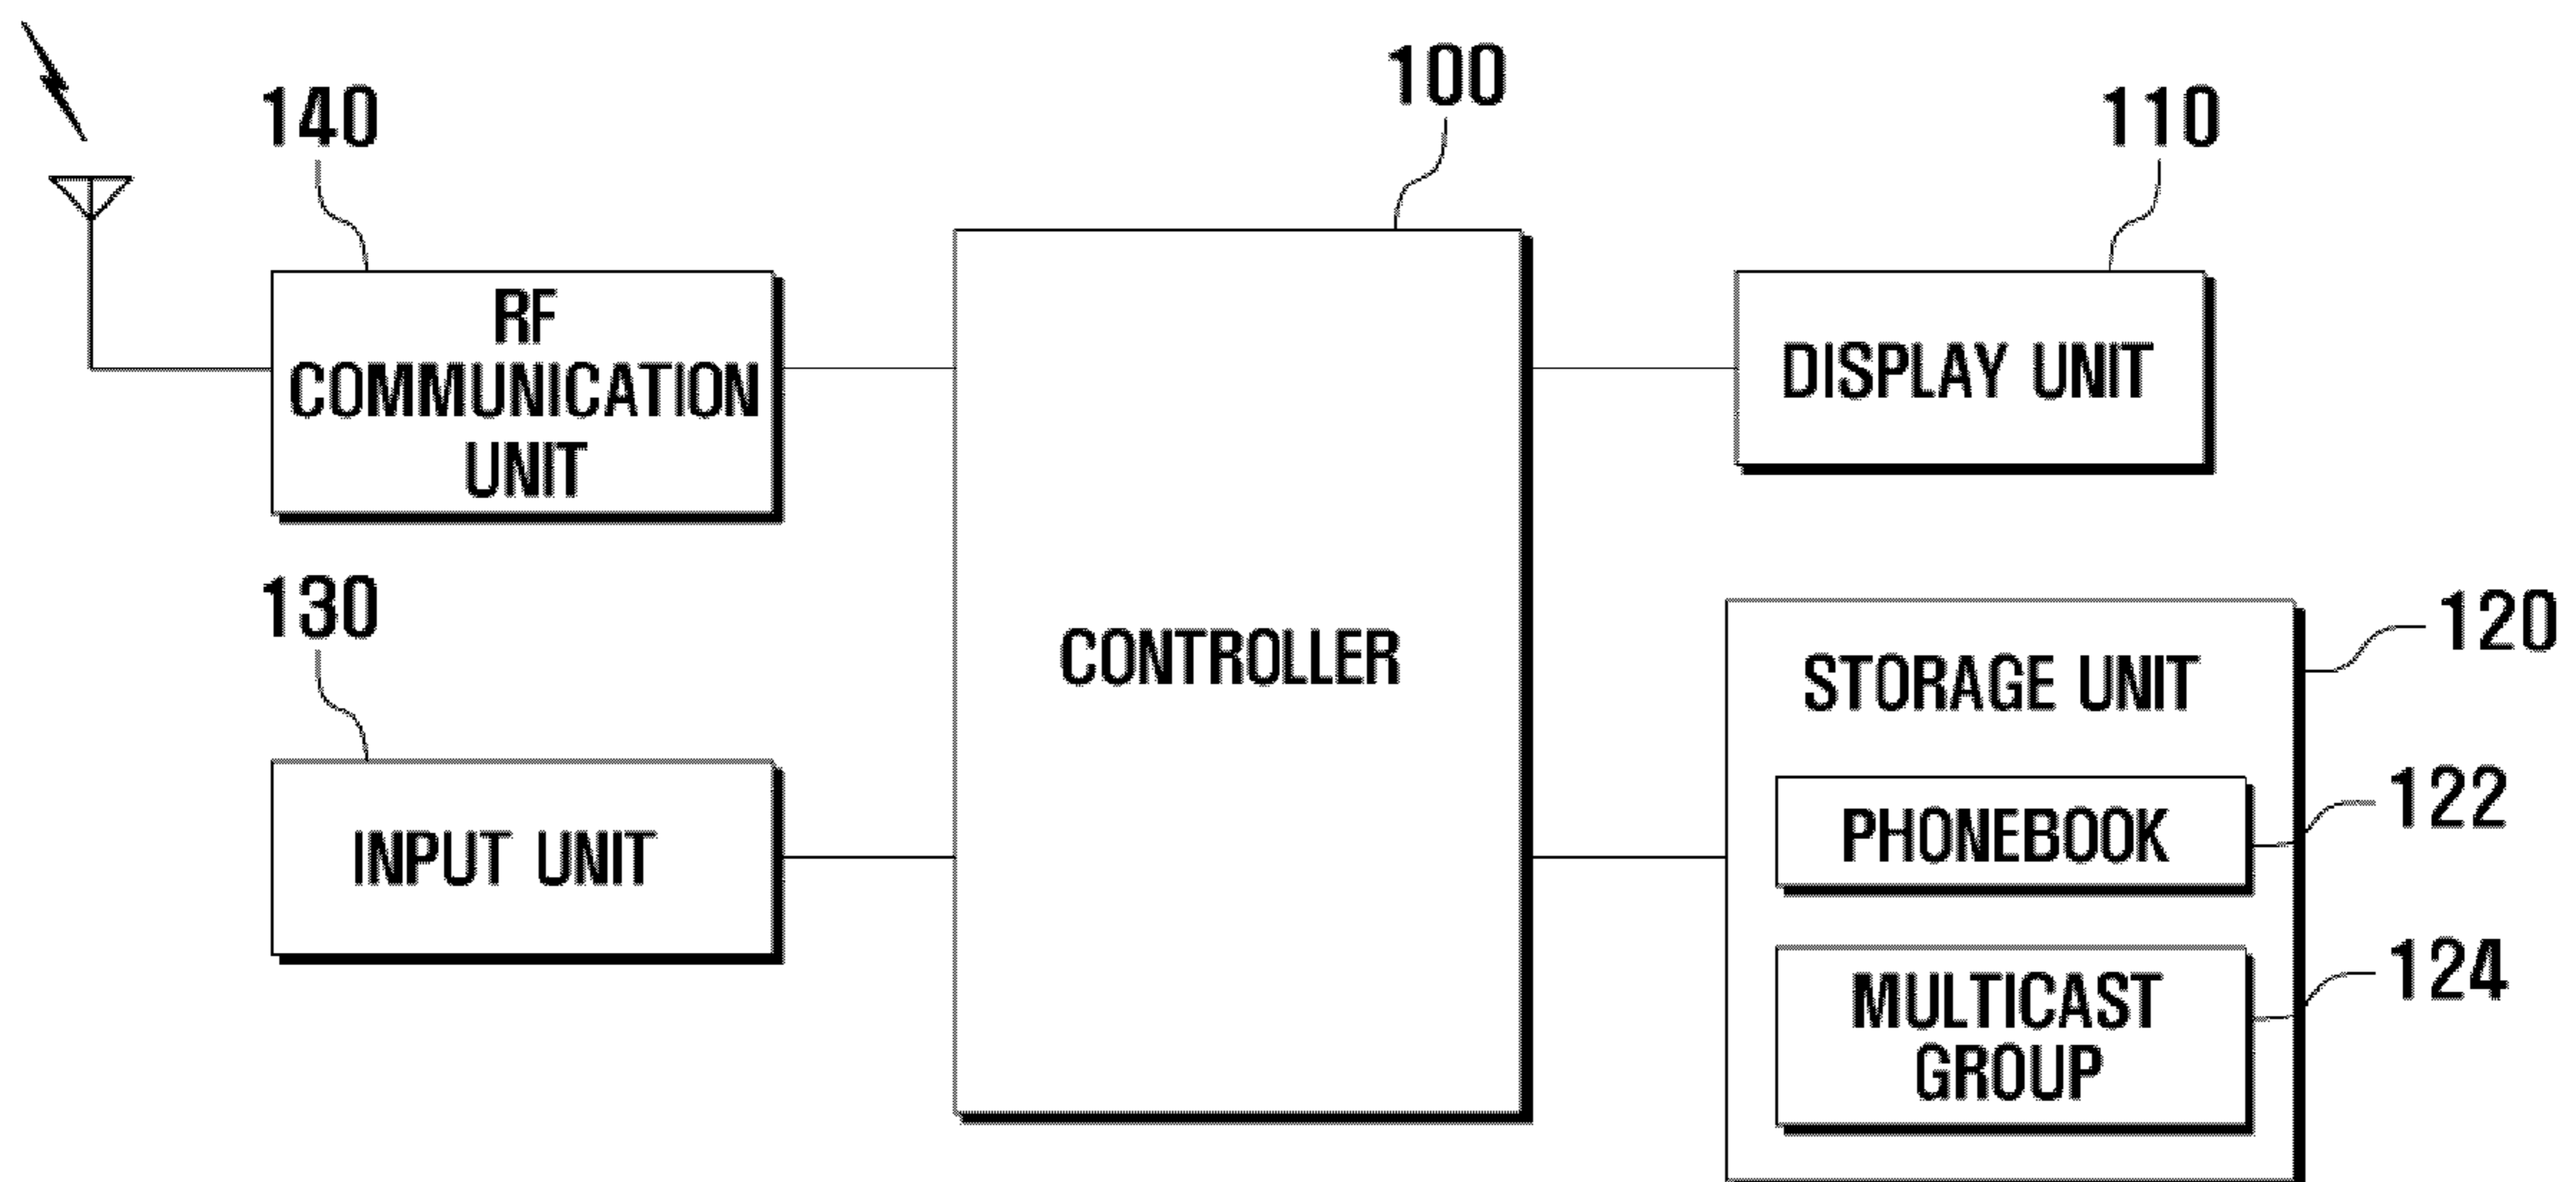 140
100
110
RF
COMMUNICATION
UNIT
DISPLAY UNIT
130
CONTROLLER
120
STORAGE UNIT
INPUT UNIT
PHONEBOOK
122
MULTICAST
GROUP
124